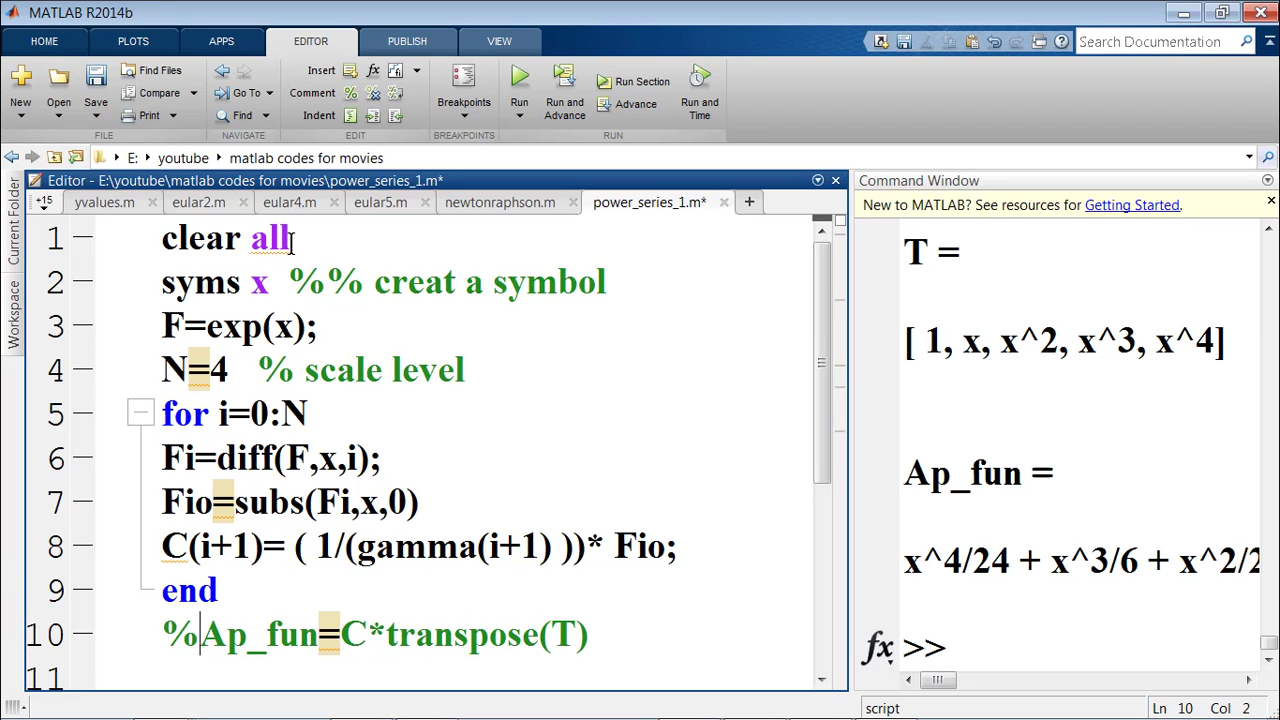 MATLAB R2014b
HOME PLOTS APPS EDITOR PUBLISH VIEW
Search Documentation
New Open Save Find Files Compare Print
Go To Find
Insert Comment Indent
fx
Breakpoints
Run Run and Advance Run Section Advance Run and Time
FILE NAVIGATE EDIT BREAKPOINTS RUN
E: youtube matlab codes for movies
Current Folder
Workspace
Editor - E:\youtube\matlab codes for movies\power_series_1.m*
+15 yvalues.m eular2.m eular4.m eular5.m newtonraphson.m power_series_1.m* +
1 clear all
2 syms x %% creat a symbol
3 F=exp(x);
4 N=4 % scale level
5 for i=0:N
6 Fi=diff(F,x,i);
7 Fio=subs(Fi,x,0)
8 C(i+1)= ( 1/(gamma(i+1) ))* Fio;
9 end
10 %Ap_fun=C*transpose(T)
11
Command Window
New to MATLAB? See resources for Getting Started.
T =
[ 1, x, x^2, x^3, x^4]
Ap_fun =
x^4/24 + x^3/6 + x^2/2
fx >>
script Ln 10 Col 2